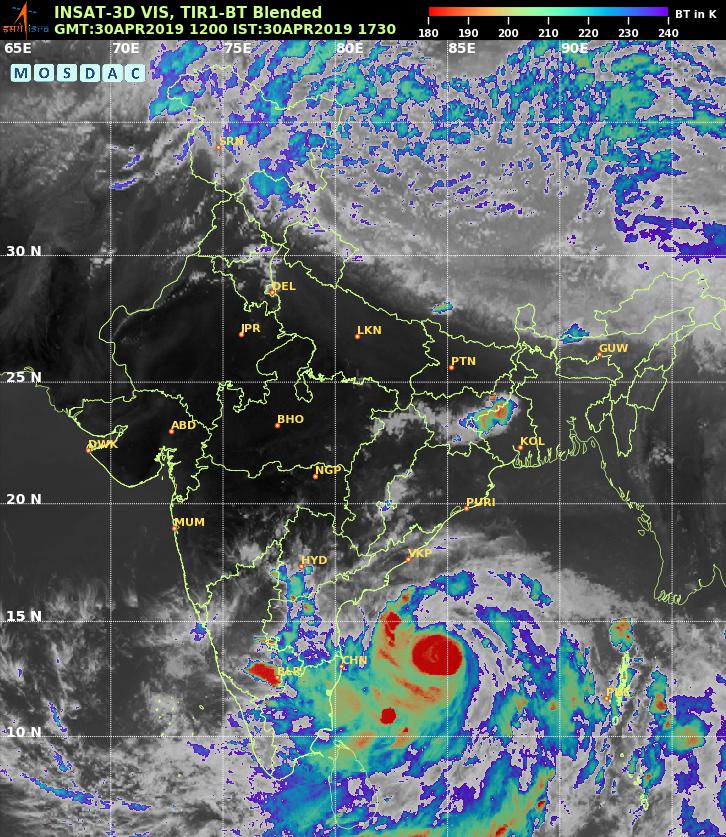 INSAT-3D VIS, TIR1-BT Blended
GMT:30APR2019 1200 IST:30APR2019 1730
BT in K
180 190 200 210 220 230 240
65E 70E 75E 80E 85E 90E
MOSDAC
SRN
30 N
DEL
JPR
LKN
GUW
PTN
25 N
ABD
BHO
DWK
KOL
NGP
20 N
PURI
MUM
VKP
HYD
15 N
CHN
BLR
PBR
10 N